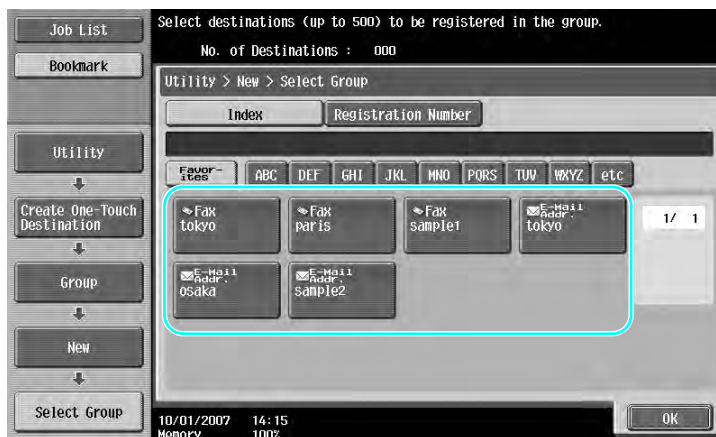 Job List
Bookmark
Select destinations (up to 500) to be registered in the group.
No. of Destinations : 000
Utility > New > Select Group
Index
Registration Number
Favor-
ites
ABC
DEF
GHI
JKL
MNO
PQRS
TUV
WXYZ
etc
Fax
tokyo
Fax
paris
Fax
sample1
E-Mail
Addr.
tokyo
1/ 1
E-Mail
Addr.
osaka
E-Mail
Addr.
sample2
Utility
Create One-Touch
Destination
Group
New
Select Group
10/01/2007 14:15
Memory 100%
OK